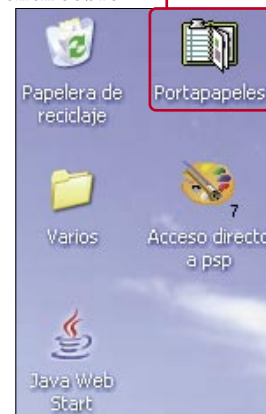 Papelera de
reciclaje
Portapapeles
Varios
7
Acceso directo
a psp
Java Web
Start